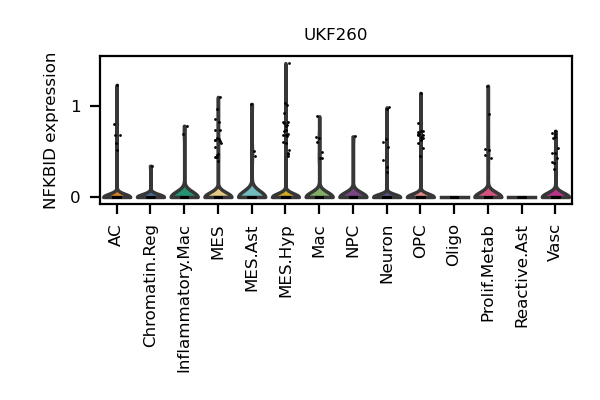 UKF260
NFKBID expression
1
0
AC
Chromatin.Reg
Inflammatory.Mac
MES
MES.Ast
MES.Hyp
Mac
NPC
Neuron
OPC
Oligo
Prolif.Metab
Reactive.Ast
Vasc